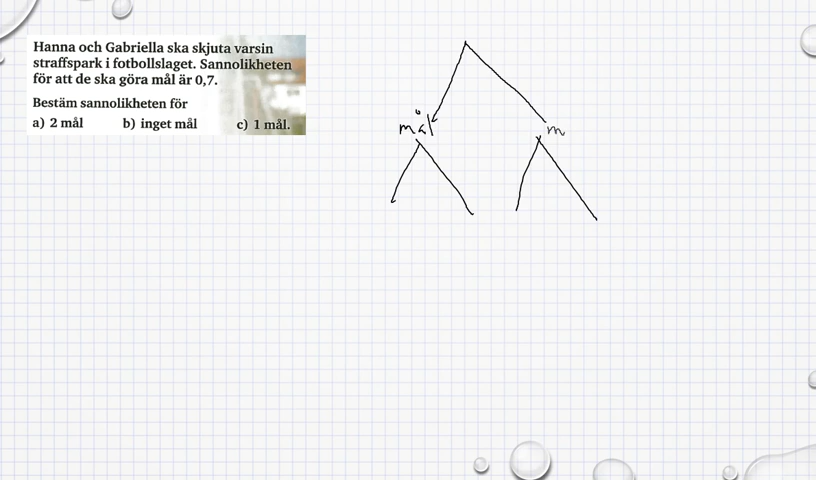 Hanna och Gabriella ska skjuta varsin
straffspark i fotbollslaget. Sannolikheten
för att de ska göra mål är 0,7.
Bestäm sannolikheten för
a) 2 mål b) inget mål c) 1 mål.
mål m